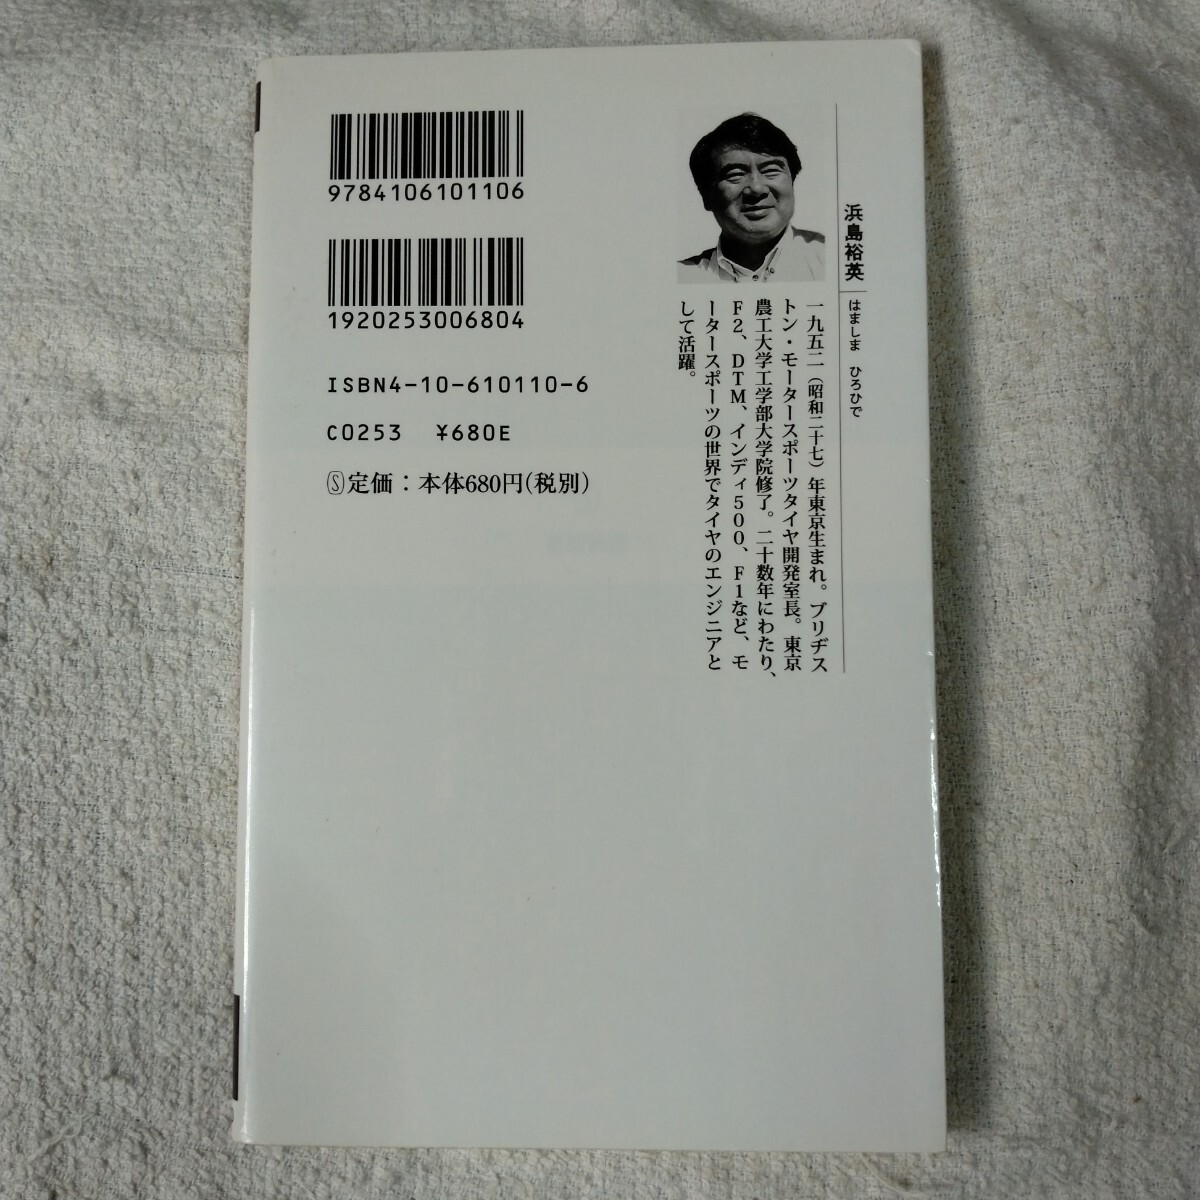 9784106101106
1920253006804
ISBN4-10-610110-6
C0253 ¥680E
Ⓢ定価：本体680円（税別）
浜島裕英
はましま ひろひで
一九五二（昭和二十七）年東京生まれ。ブリヂス
トン・モータースポーツタイヤ開発室長。東京
農工大学工学部大学院修了。二十数年にわたり、
F2、DTM、インディ500、F1など、モ
ータースポーツの世界でタイヤのエンジニアと
して活躍。